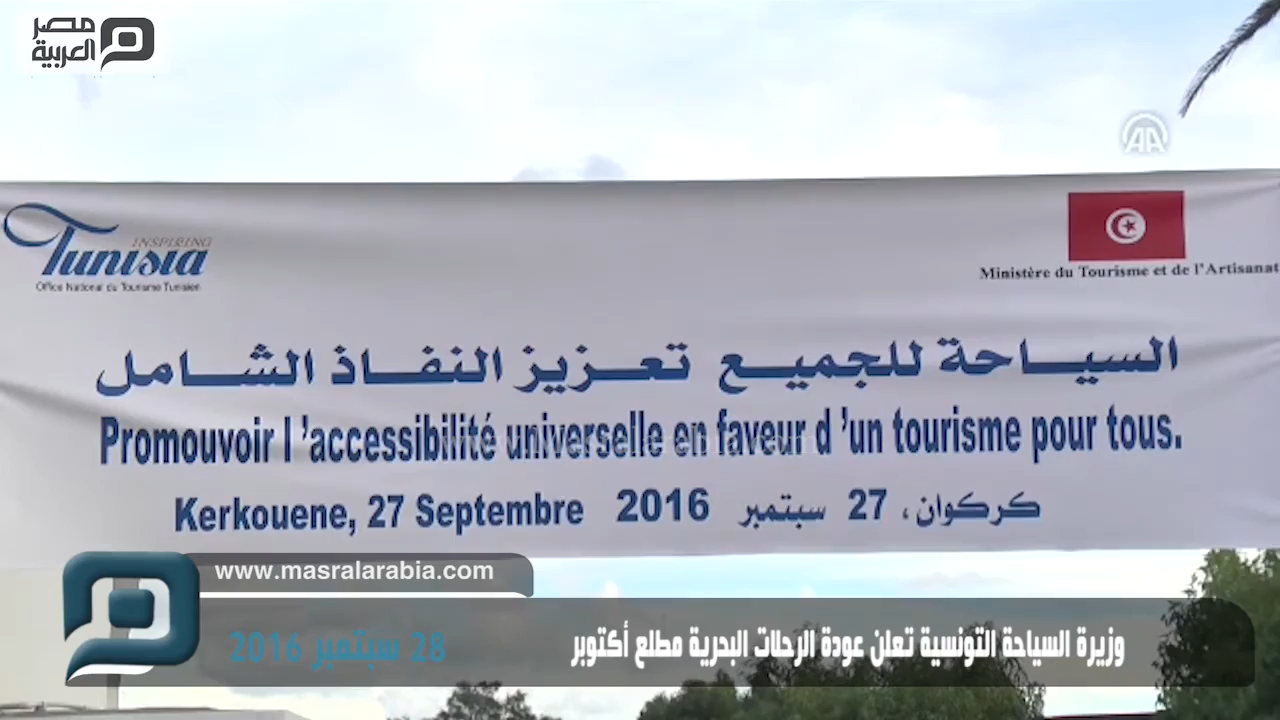 مصر
العربية
AA
INSPIRING
Tunisia
Office National du Tourisme Tunisien
Ministère du Tourisme et de l'Artisanat
السياحة للجميع تعزيز النفاذ الشامل
Promouvoir l 'accessibilité universelle en faveur d 'un tourisme pour tous.
Kerkouene, 27 Septembre 2016 كركوان، 27 سبتمبر
www.masralarabia.com
وزيرة السياحة التونسية تعلن عودة الرحلات البحرية مطلع أكتوبر
28 سبتمبر 2016